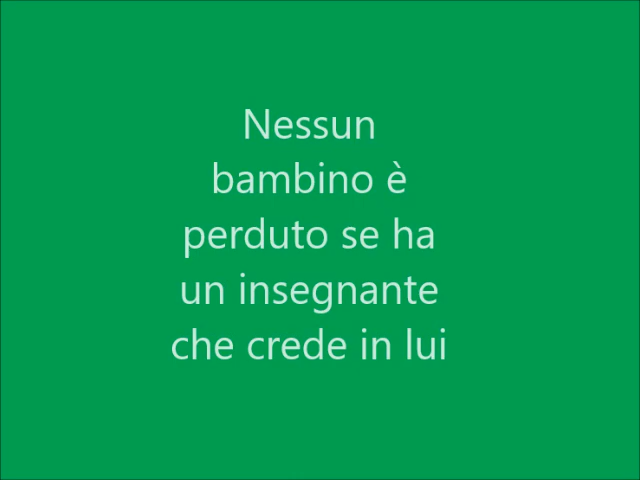 Nessun
bambino è
perduto se ha
un insegnante
che crede in lui